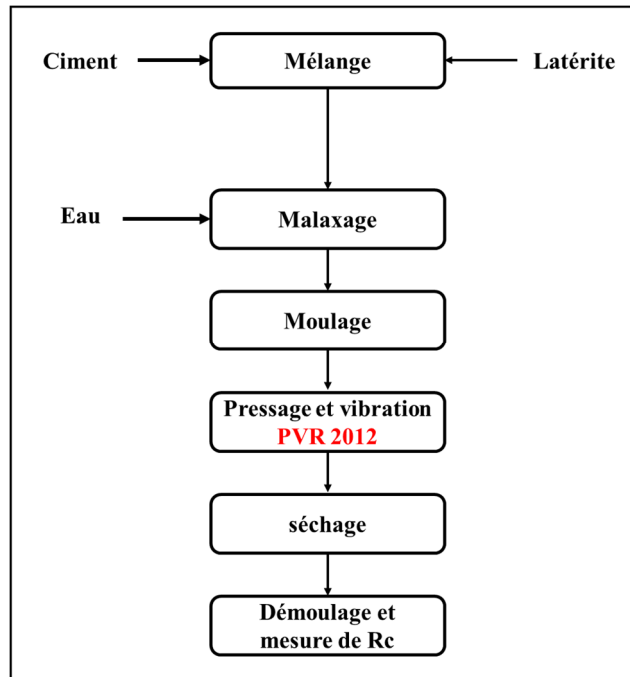 Ciment
Mélange
Latérite
Eau
Malaxage
Moulage
Pressage et vibration
PVR 2012
séchage
Démoulage et
mesure de Rc